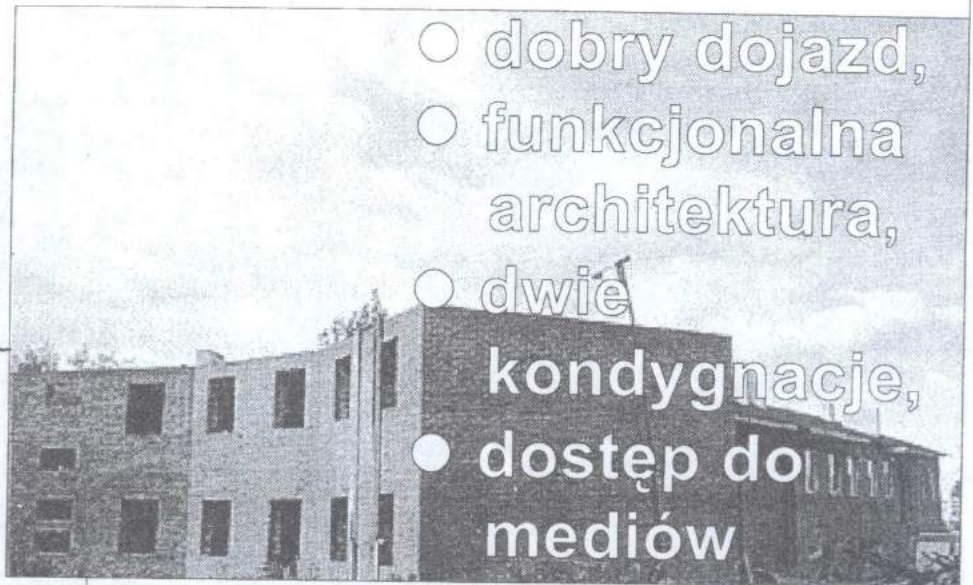 ● dobry dojazd,
● funkcjonalna
architektura,
● dwie
kondygnacje,
● dostęp do
mediów